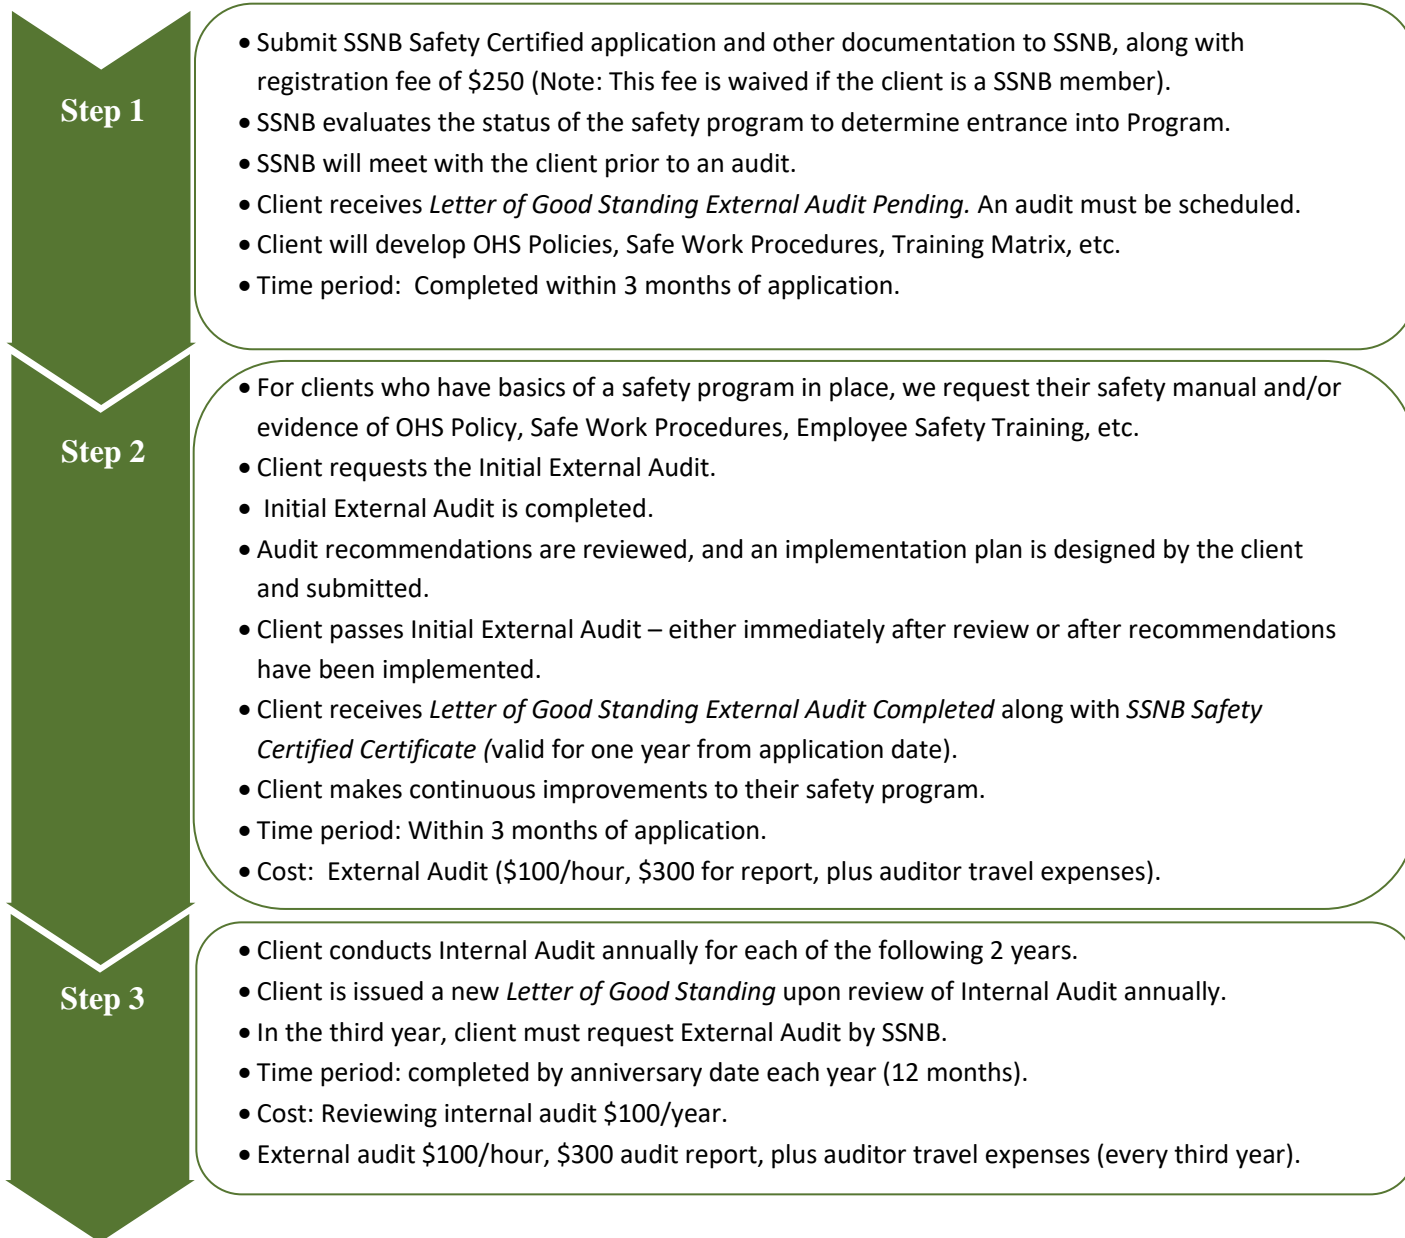 Step 1
• Submit SSNB Safety Certified application and other documentation to SSNB, along with
registration fee of $250 (Note: This fee is waived if the client is a SSNB member).
• SSNB evaluates the status of the safety program to determine entrance into Program.
• SSNB will meet with the client prior to an audit.
• Client receives Letter of Good Standing External Audit Pending. An audit must be scheduled.
• Client will develop OHS Policies, Safe Work Procedures, Training Matrix, etc.
• Time period:  Completed within 3 months of application.
Step 2
• For clients who have basics of a safety program in place, we request their safety manual and/or
evidence of OHS Policy, Safe Work Procedures, Employee Safety Training, etc.
• Client requests the Initial External Audit.
•  Initial External Audit is completed.
• Audit recommendations are reviewed, and an implementation plan is designed by the client
and submitted.
• Client passes Initial External Audit – either immediately after review or after recommendations
have been implemented.
• Client receives Letter of Good Standing External Audit Completed along with SSNB Safety
Certified Certificate (valid for one year from application date).
• Client makes continuous improvements to their safety program.
• Time period: Within 3 months of application.
• Cost:  External Audit ($100/hour, $300 for report, plus auditor travel expenses).
Step 3
• Client conducts Internal Audit annually for each of the following 2 years.
• Client is issued a new Letter of Good Standing upon review of Internal Audit annually.
• In the third year, client must request External Audit by SSNB.
• Time period: completed by anniversary date each year (12 months).
• Cost: Reviewing internal audit $100/year.
• External audit $100/hour, $300 audit report, plus auditor travel expenses (every third year).